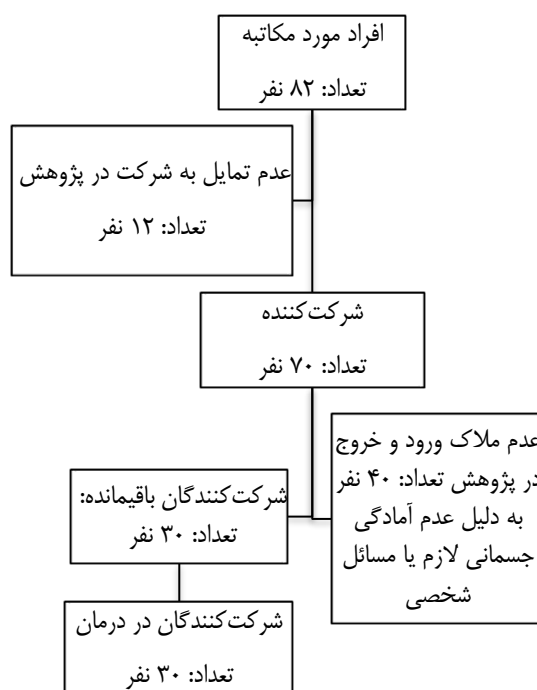 افراد مورد مکاتبه
تعداد: ۸۲ نفر
عدم تمایل به شرکت در پژوهش
تعداد: ۱۲ نفر
شرکت‌کننده
تعداد: ۷۰ نفر
عدم ملاک ورود و خروج
در پژوهش تعداد: ۴۰ نفر
به دلیل عدم آمادگی
جسمانی لازم یا مسائل
شخصی
شرکت‌کنندگان باقیمانده:
تعداد: ۳۰ نفر
شرکت‌کنندگان در درمان
تعداد: ۳۰ نفر